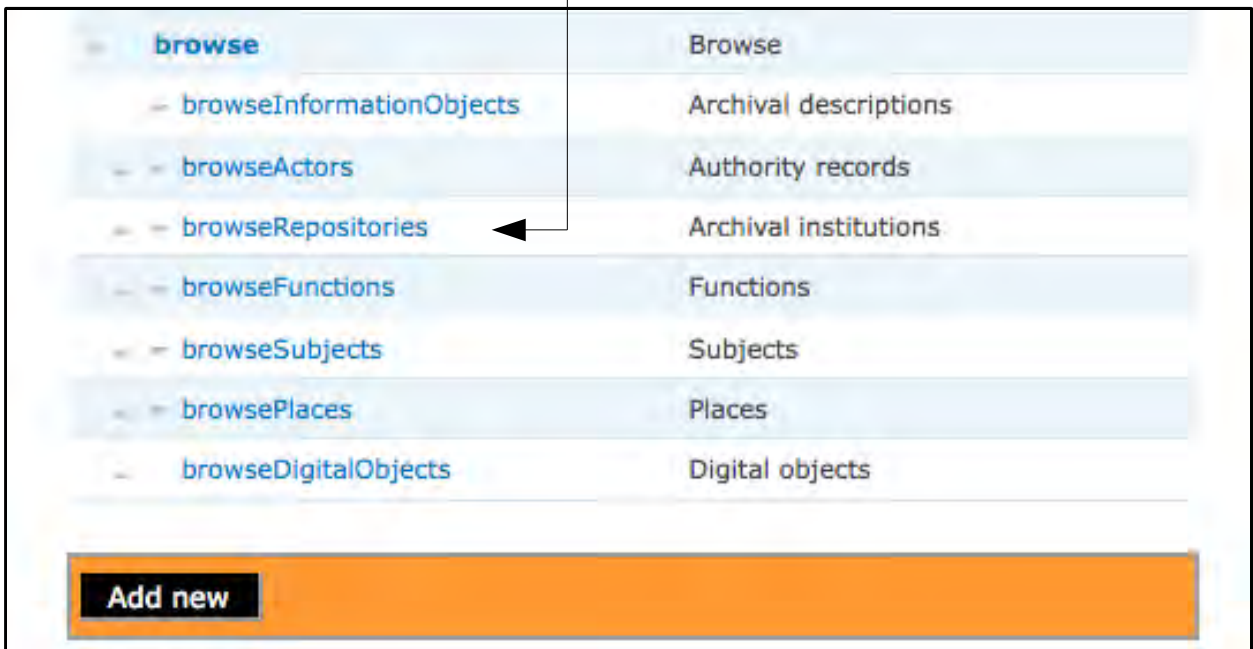 browse Browse
browseInformationObjects Archival descriptions
browseActors Authority records
browseRepositories Archival institutions
browseFunctions Functions
browseSubjects Subjects
browsePlaces Places
browseDigitalObjects Digital objects
Add new